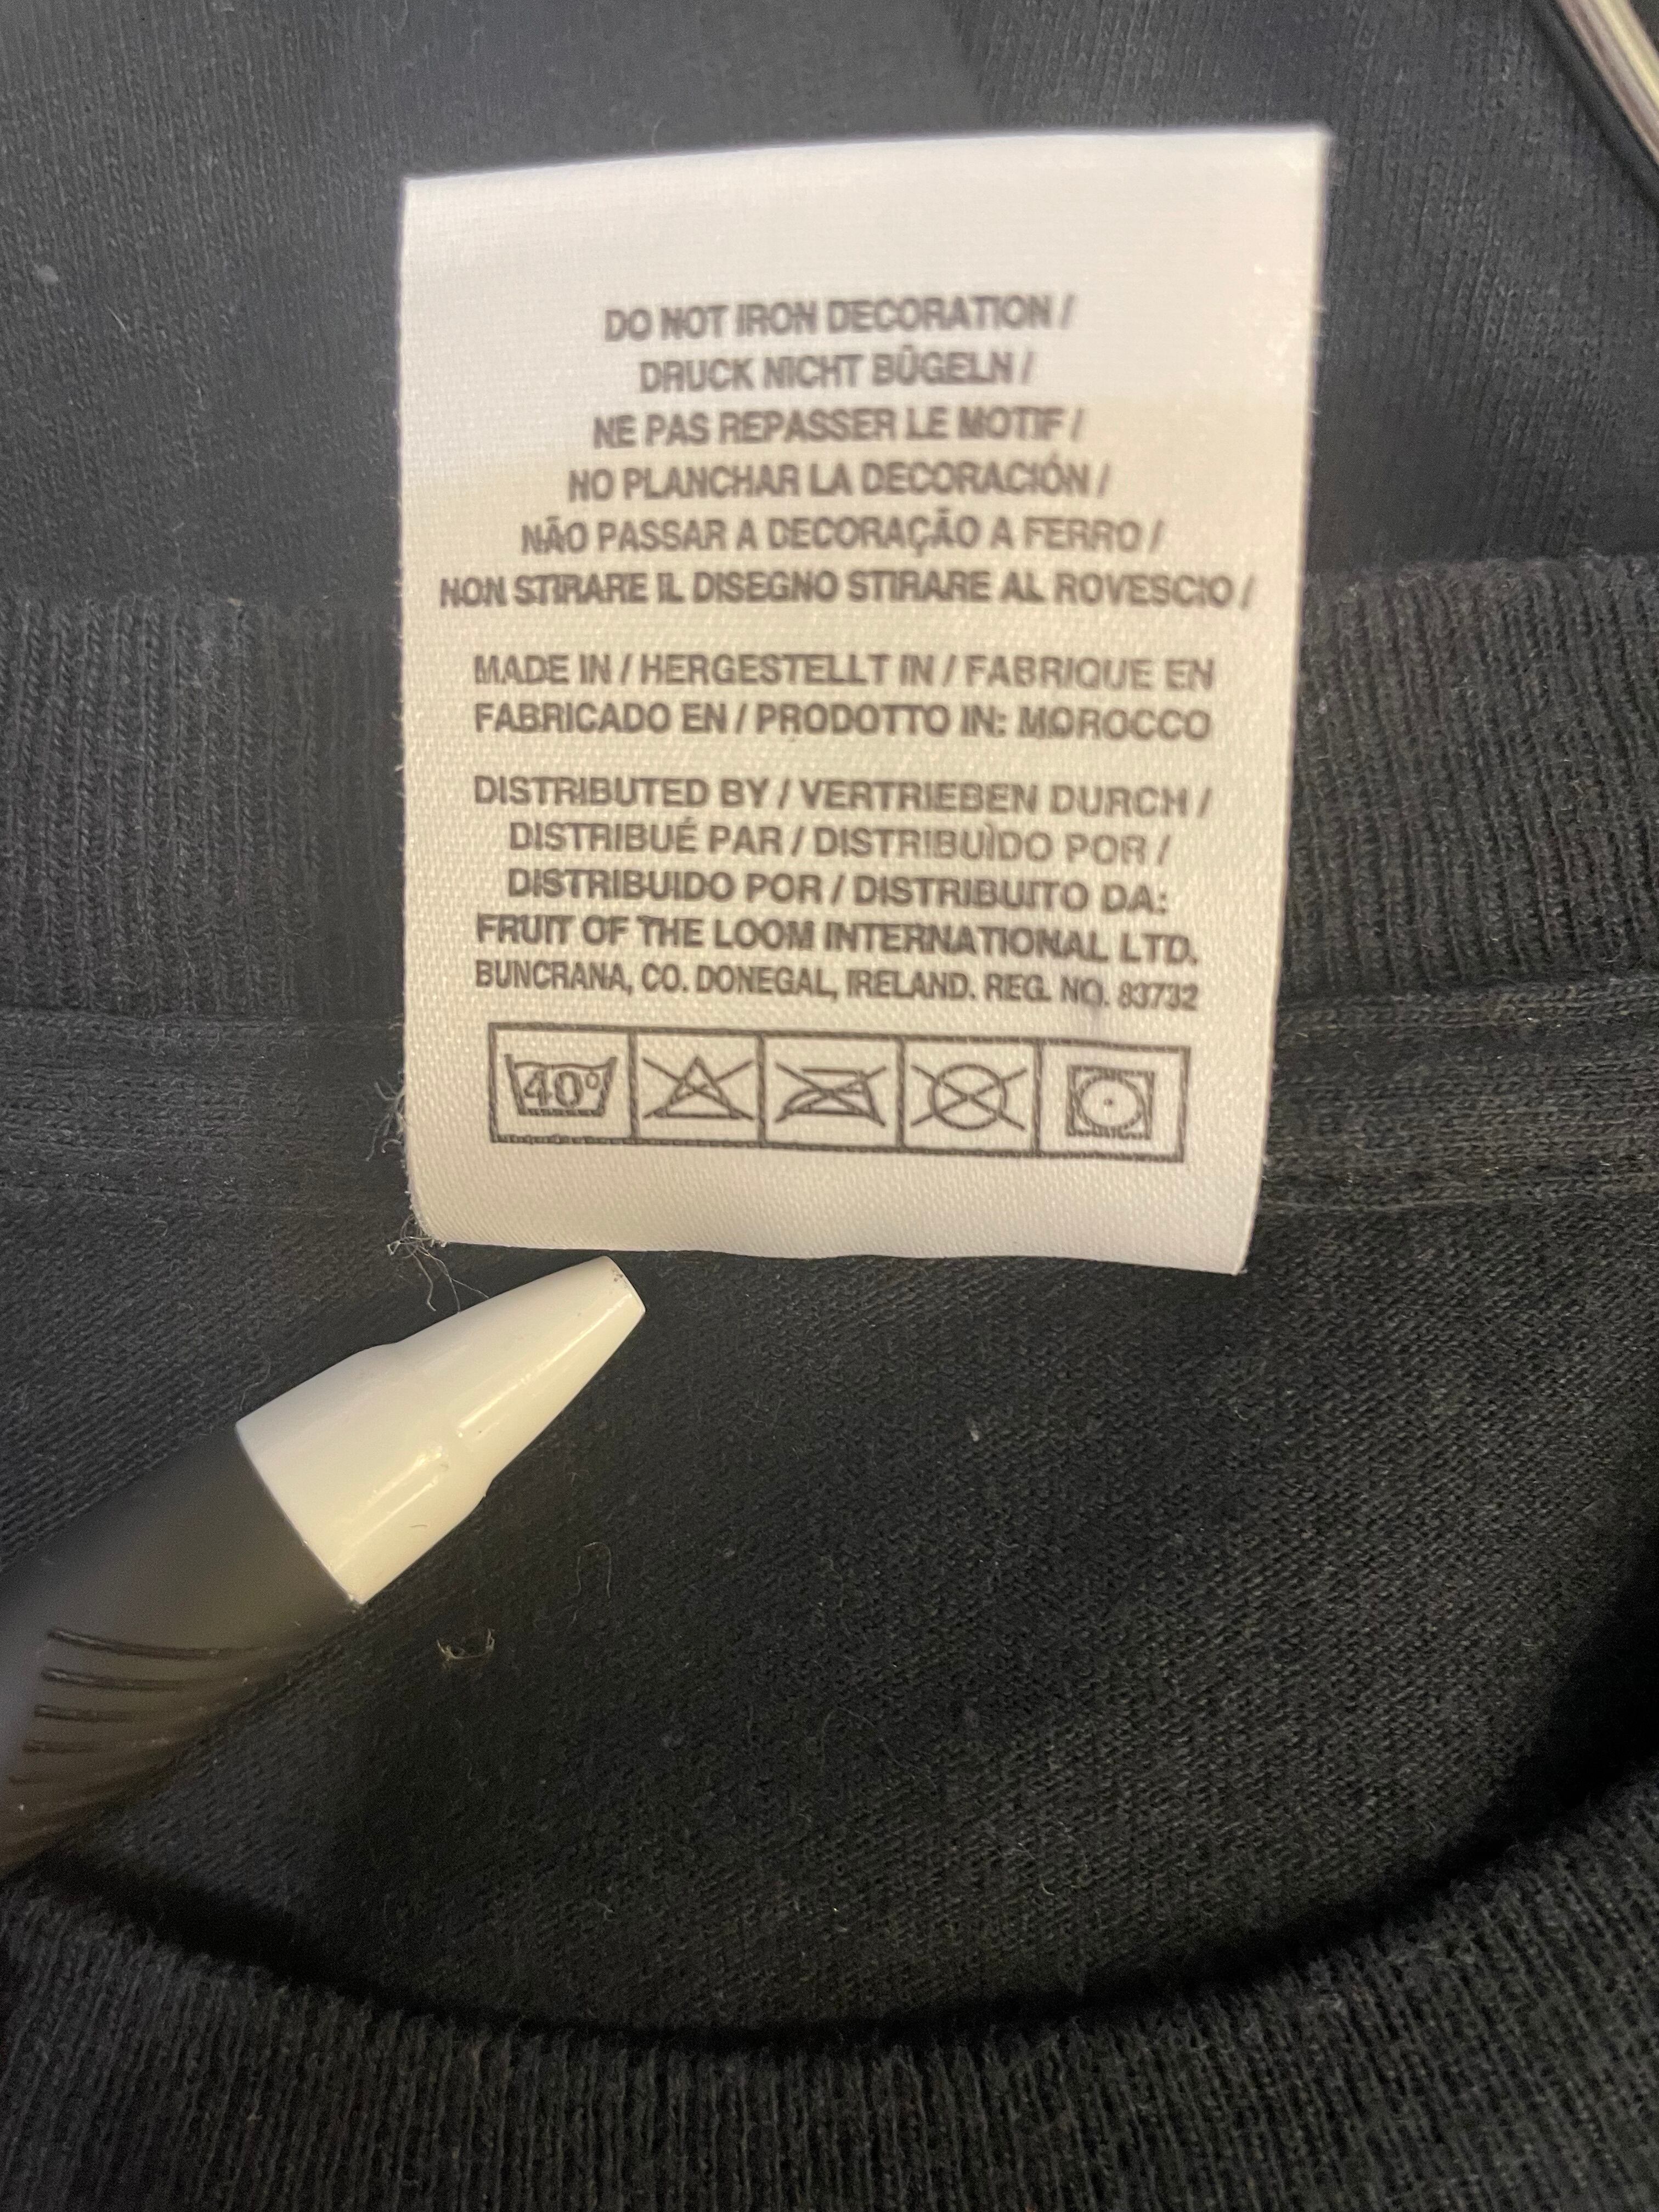 DO NOT IRON DECORATION /
DRUCK NICHT BÜGELN /
NE PAS REPASSER LE MOTIF /
NO PLANCHAR LA DECORACIÓN /
NÃO PASSAR A DECORAÇÃO A FERRO /
NON STIRARE IL DISEGNO STIRARE AL ROVESCIO /
MADE IN / HERGESTELLT IN / FABRIQUE EN
FABRICADO EN / PRODOTTO IN: MOROCCO
DISTRIBUTED BY / VERTRIEBEN DURCH /
DISTRIBUÉ PAR / DISTRIBUÌDO POR /
DISTRIBUIDO POR / DISTRIBUITO DA:
FRUIT OF THE LOOM INTERNATIONAL LTD.
BUNCRANA, CO. DONEGAL, IRELAND. REG. NO. 83732
40°